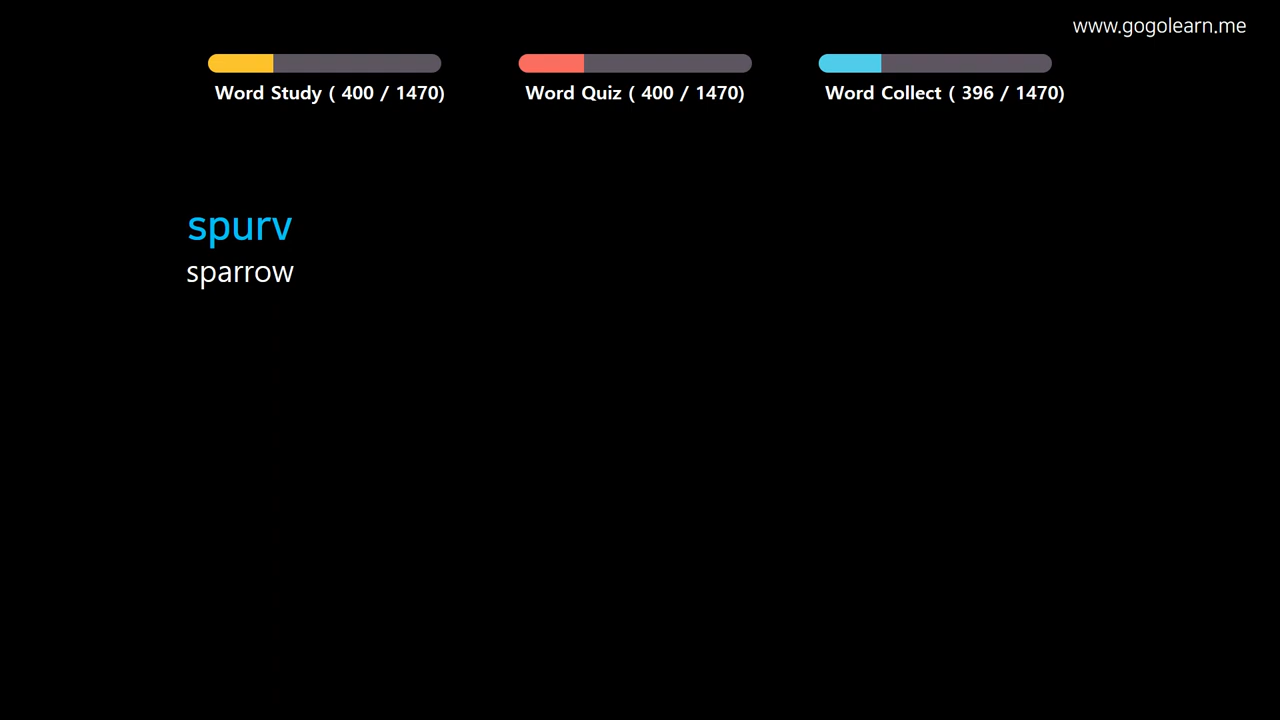 www.gogolearn.me
Word Study ( 400 / 1470)
Word Quiz ( 400 / 1470)
Word Collect ( 396 / 1470)
spurv
sparrow